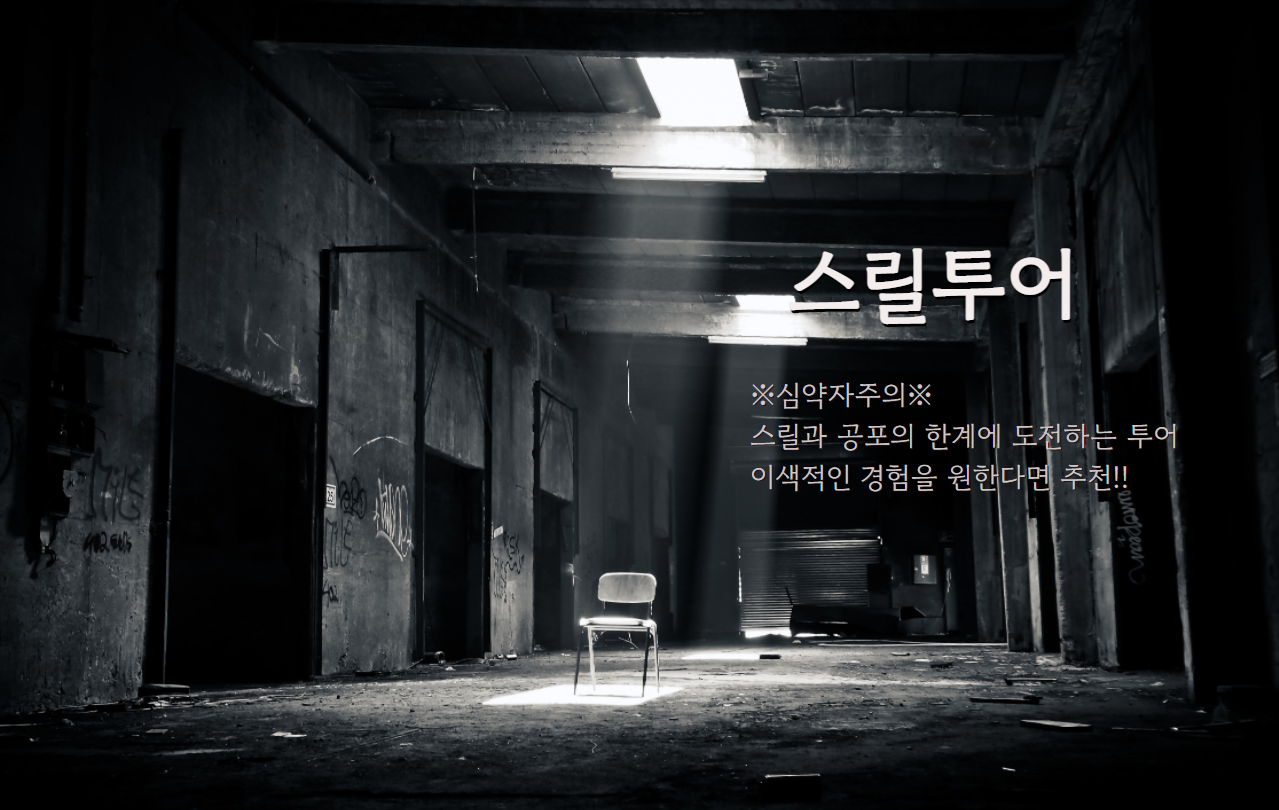 스릴투어
※심약자주의※
스릴과 공포의 한계에 도전하는 투어
이색적인 경험을 원한다면 추천!!
25